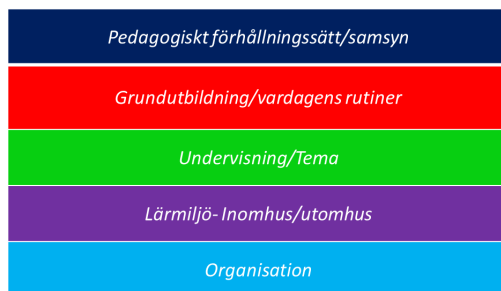 Pedagogiskt förhållningssätt/samsyn
Grundutbildning/vardagens rutiner
Undervisning/Tema
Lärmiljö- Inomhus/utomhus
Organisation